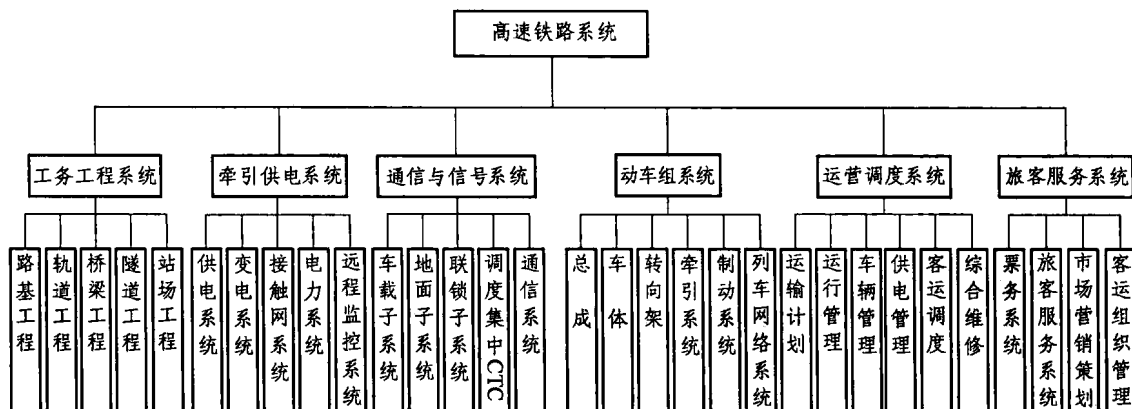 高速铁路系统
工务工程系统
牵引供电系统
通信与信号系统
动车组系统
运营调度系统
旅客服务系统
路基工程
轨道工程
桥梁工程
隧道工程
站场工程
供电系统
变电系统
接触网系统
电力系统
远程监控系统
车载子系统
地面子系统
联锁子系统
调度集中CTC
通信系统
总成
车体
转向架
牵引系统
制动系统
列车网络系统
运输计划
运行管理
车辆管理
供电管理
客运调度
综合维修
票务系统
旅客服务系统
市场营销策划
客运组织管理